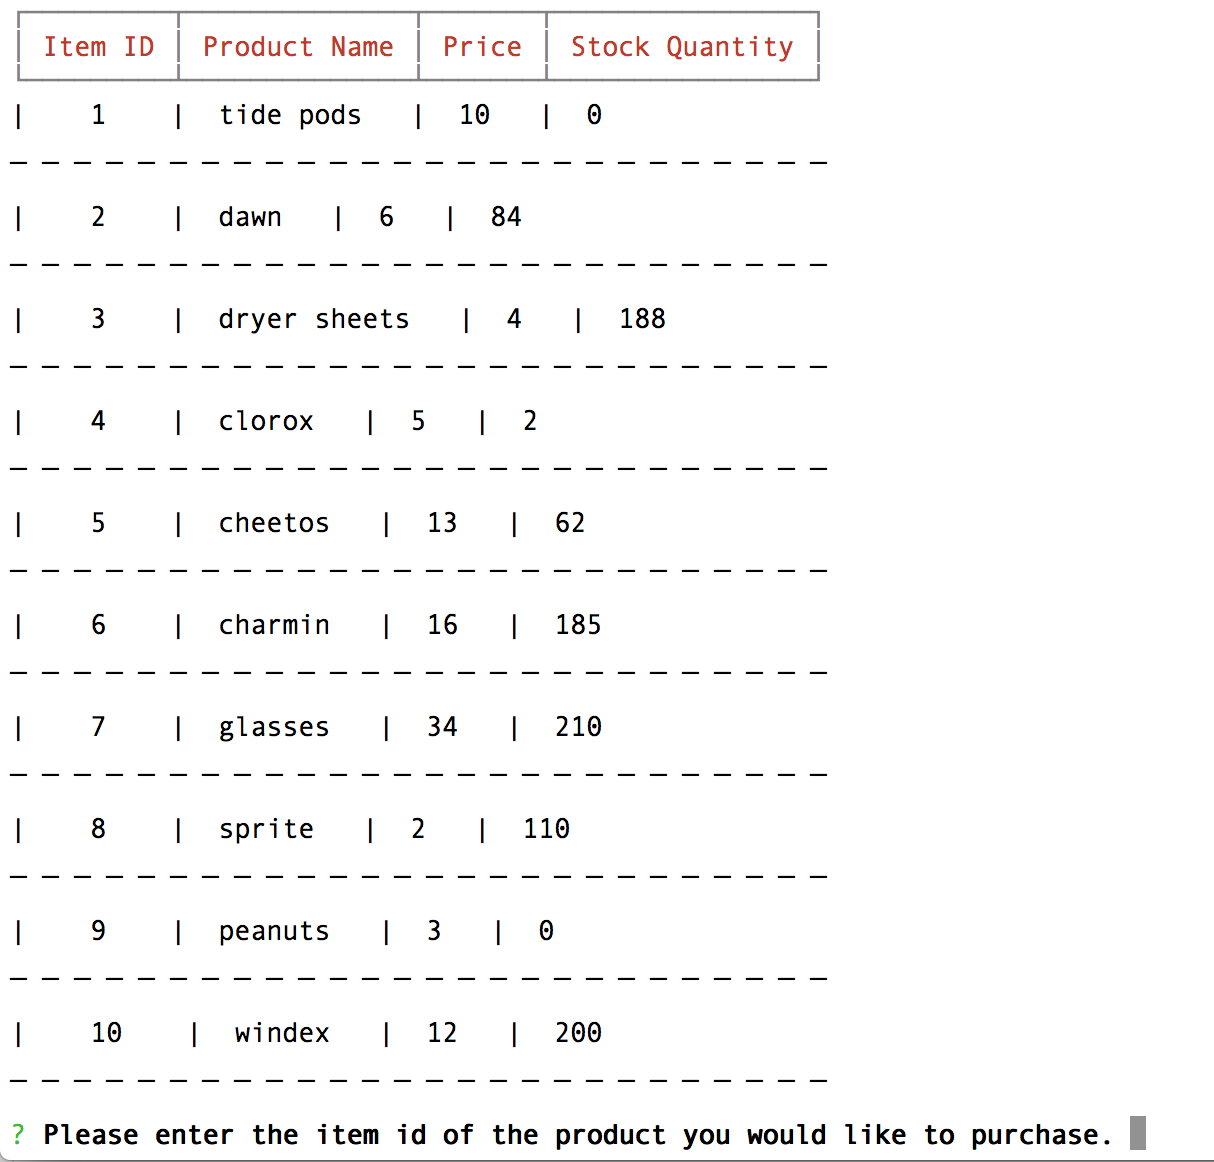 Item ID | Product Name | Price | Stock Quantity
| 1 | tide pods | 10 | 0
— — — — — — — — — — — — — — — — — — — — — — — — — —
| 2 | dawn | 6 | 84
— — — — — — — — — — — — — — — — — — — — — — — — — —
| 3 | dryer sheets | 4 | 188
— — — — — — — — — — — — — — — — — — — — — — — — — —
| 4 | clorox | 5 | 2
— — — — — — — — — — — — — — — — — — — — — — — — — —
| 5 | cheetos | 13 | 62
— — — — — — — — — — — — — — — — — — — — — — — — — —
| 6 | charmin | 16 | 185
— — — — — — — — — — — — — — — — — — — — — — — — — —
| 7 | glasses | 34 | 210
— — — — — — — — — — — — — — — — — — — — — — — — — —
| 8 | sprite | 2 | 110
— — — — — — — — — — — — — — — — — — — — — — — — — —
| 9 | peanuts | 3 | 0
— — — — — — — — — — — — — — — — — — — — — — — — — —
| 10 | windex | 12 | 200
— — — — — — — — — — — — — — — — — — — — — — — — — —
? Please enter the item id of the product you would like to purchase.